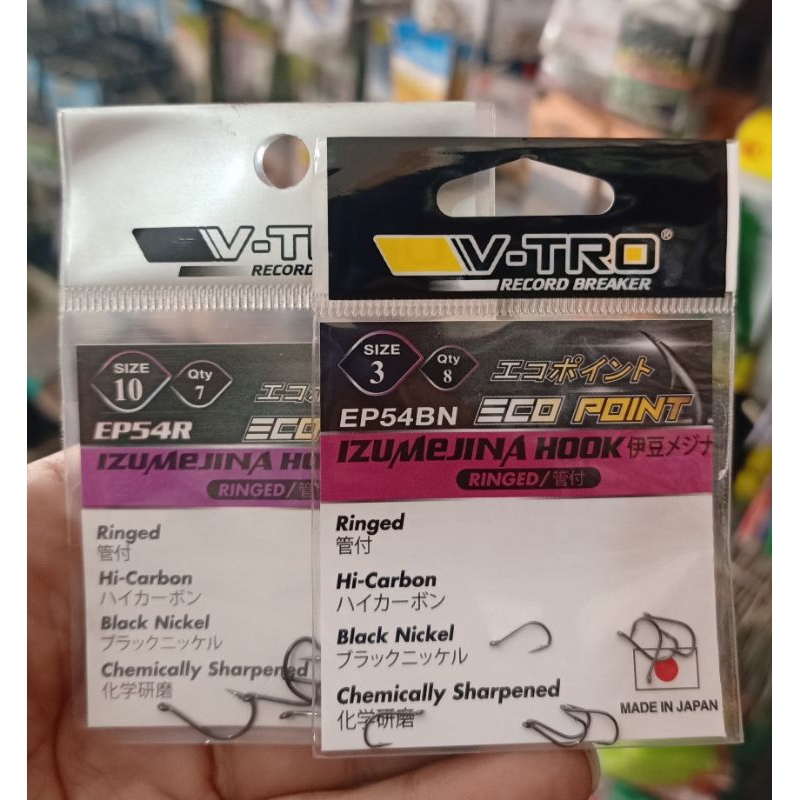 V-T
RECORD
SIZE
10
Qty
7
エコ
EP54R
ECO
IZUMEJINA HO
RINGED/管
Ringed
管付
Hi-Carbon
ハイカーボン
Black Nickel
ブラックニッケル
Chemically Sharpened
化学研磨
V-TRO®
RECORD BREAKER
SIZE
3
Qty
8
エコポイント
EP54BN ECO POINT
IZUMEJINA HOOK 伊豆メジナ
RINGED/管付
Ringed
管付
Hi-Carbon
ハイカーボン
Black Nickel
ブラックニッケル
Chemically Sharpened
化学研磨
MADE IN JAPAN